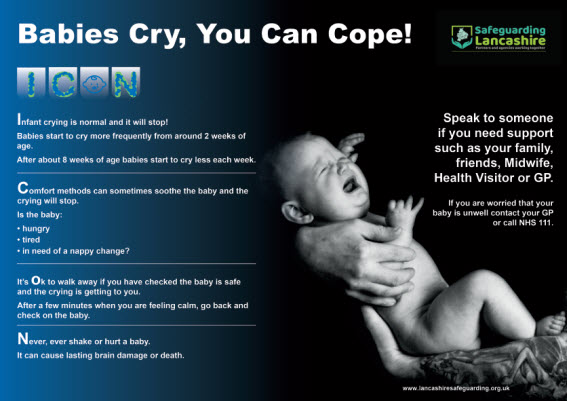 Babies Cry, You Can Cope!
Safeguarding
Lancashire
Partners and agencies working together
ICON
Infant crying is normal and it will stop!
Babies start to cry more frequently from around 2 weeks of
age.
After about 8 weeks of age babies start to cry less each week.
Comfort methods can sometimes soothe the baby and the
crying will stop.
Is the baby:
• hungry
• tired
• in need of a nappy change?
It's Ok to walk away if you have checked the baby is safe
and the crying is getting to you.
After a few minutes when you are feeling calm, go back and
check on the baby.
Never, ever shake or hurt a baby.
It can cause lasting brain damage or death.
Speak to someone
if you need support
such as your family,
friends, Midwife,
Health Visitor or GP.
If you are worried that your
baby is unwell contact your GP
or call NHS 111.
www.lancashiresafeguarding.org.uk